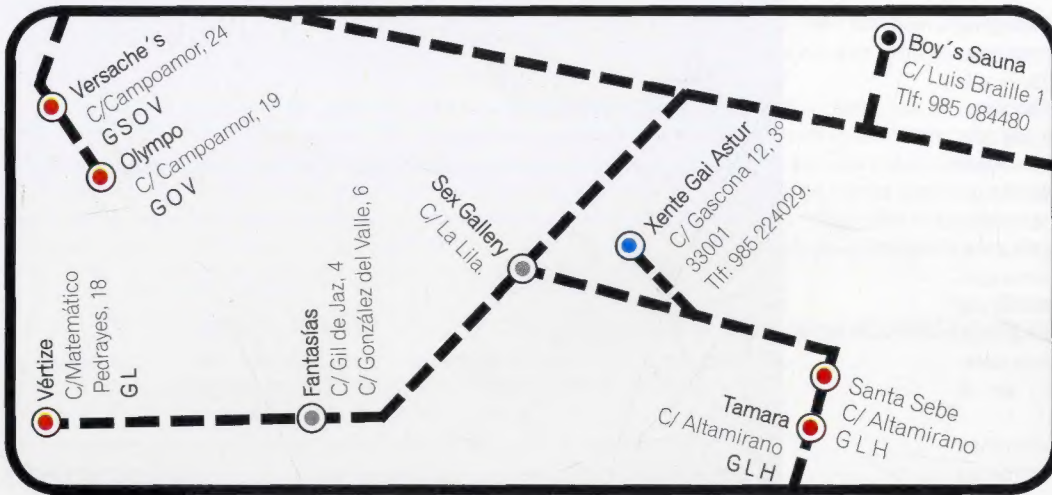 Versache´s
C/Campoamor, 24
G S O V
Olympo
C/ Campoamor, 19
G O V
Boy´s Sauna
C/ Luis Braille 1
Tlf: 985 084480
Sex Gallery
C/ La Lila.
Xente Gai Astur
C/ Gascona 12, 3º
33001
Tlf: 985 224029.
Vértize
C/Matemático
Pedrayes, 18
G L
Fantasías
C/ Gil de Jaz, 4
C/ González del Valle, 6
Santa Sebe
C/ Altamirano
G L H
Tamara
C/ Altamirano
G L H